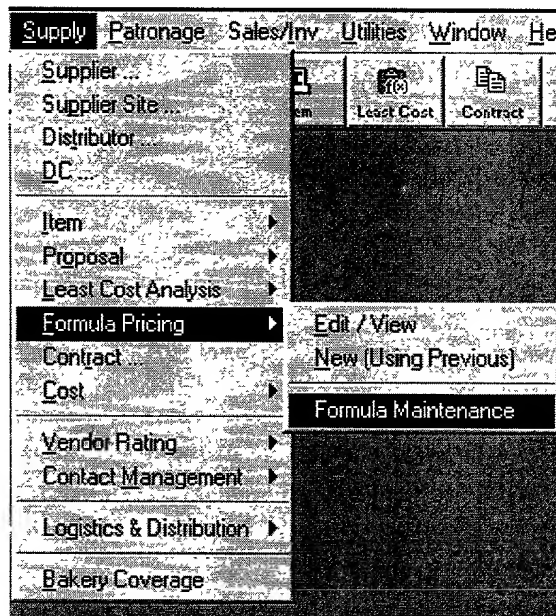 Supply Patronage Sales/Inv Utilities Window He
Supplier ...
Supplier Site ...
Distributor ...
DC ...
Item
Proposal
Least Cost Analysis
Formula Pricing
Contract ...
Cost
Vendor Rating
Contact Management
Logistics & Distribution
Bakery Coverage
em
Least Cost
Contract
Edit / View
New (Using Previous)
Formula Maintenance